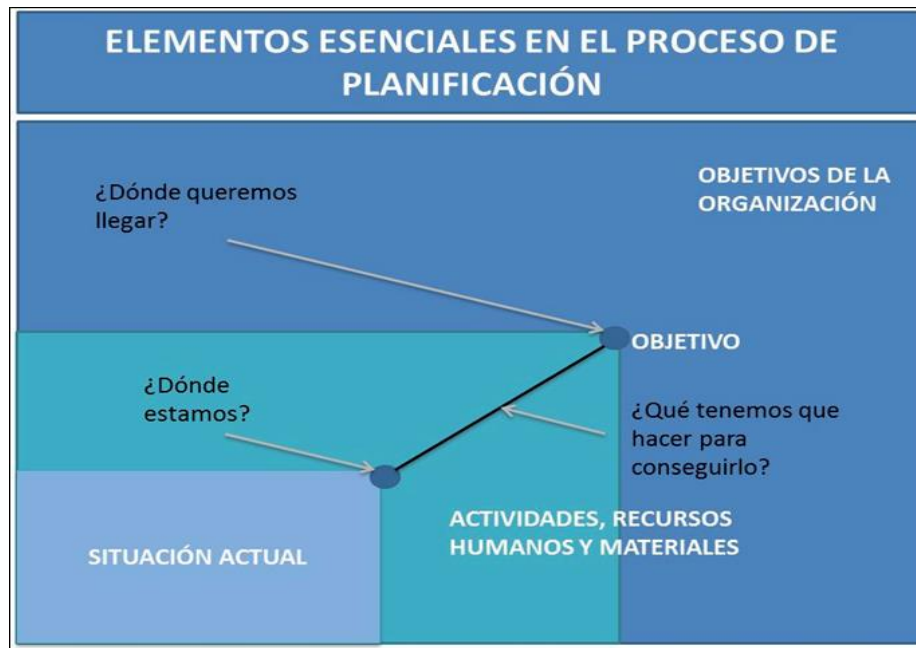 ELEMENTOS ESENCIALES EN EL PROCESO DE
PLANIFICACIÓN
¿Dónde queremos
llegar?
OBJETIVOS DE LA
ORGANIZACIÓN
OBJETIVO
¿Dónde
estamos?
¿Qué tenemos que
hacer para
conseguirlo?
ACTIVIDADES, RECURSOS
HUMANOS Y MATERIALES
SITUACIÓN ACTUAL